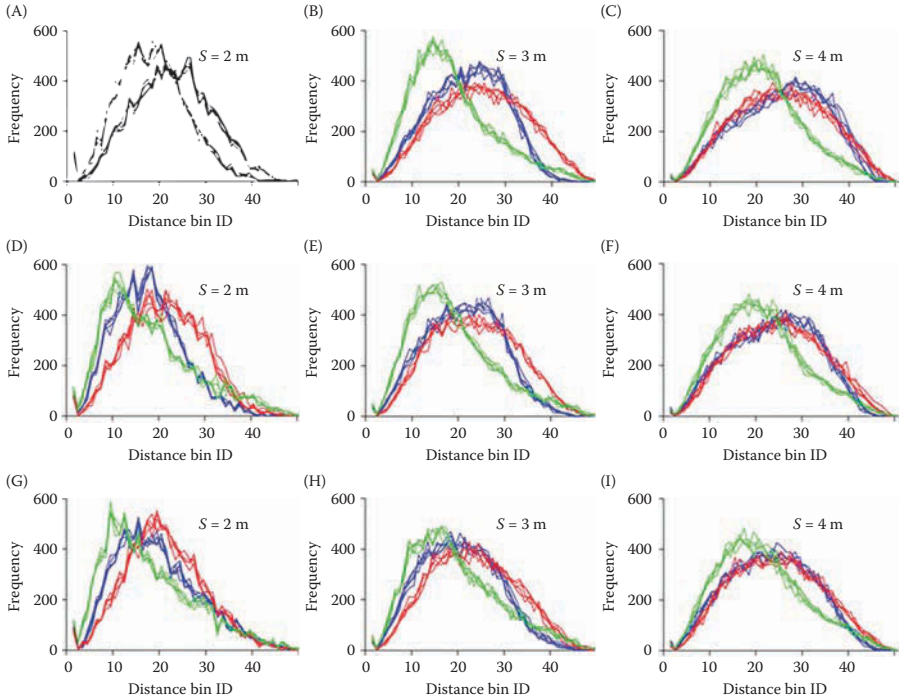 (A)
600
400
200
0
Frequency
S = 2 m
0 10 20 30 40
Distance bin ID
(B)
600
400
200
0
Frequency
S = 3 m
0 10 20 30 40
Distance bin ID
(C)
600
400
200
0
Frequency
S = 4 m
0 10 20 30 40
Distance bin ID
(D)
600
400
200
0
Frequency
S = 2 m
0 10 20 30 40
Distance bin ID
(E)
600
400
200
0
Frequency
S = 3 m
0 10 20 30 40
Distance bin ID
(F)
600
400
200
0
Frequency
S = 4 m
0 10 20 30 40
Distance bin ID
(G)
600
400
200
0
Frequency
S = 2 m
0 10 20 30 40
Distance bin ID
(H)
600
400
200
0
Frequency
S = 3 m
0 10 20 30 40
Distance bin ID
(I)
600
400
200
0
Frequency
S = 4 m
0 10 20 30 40
Distance bin ID